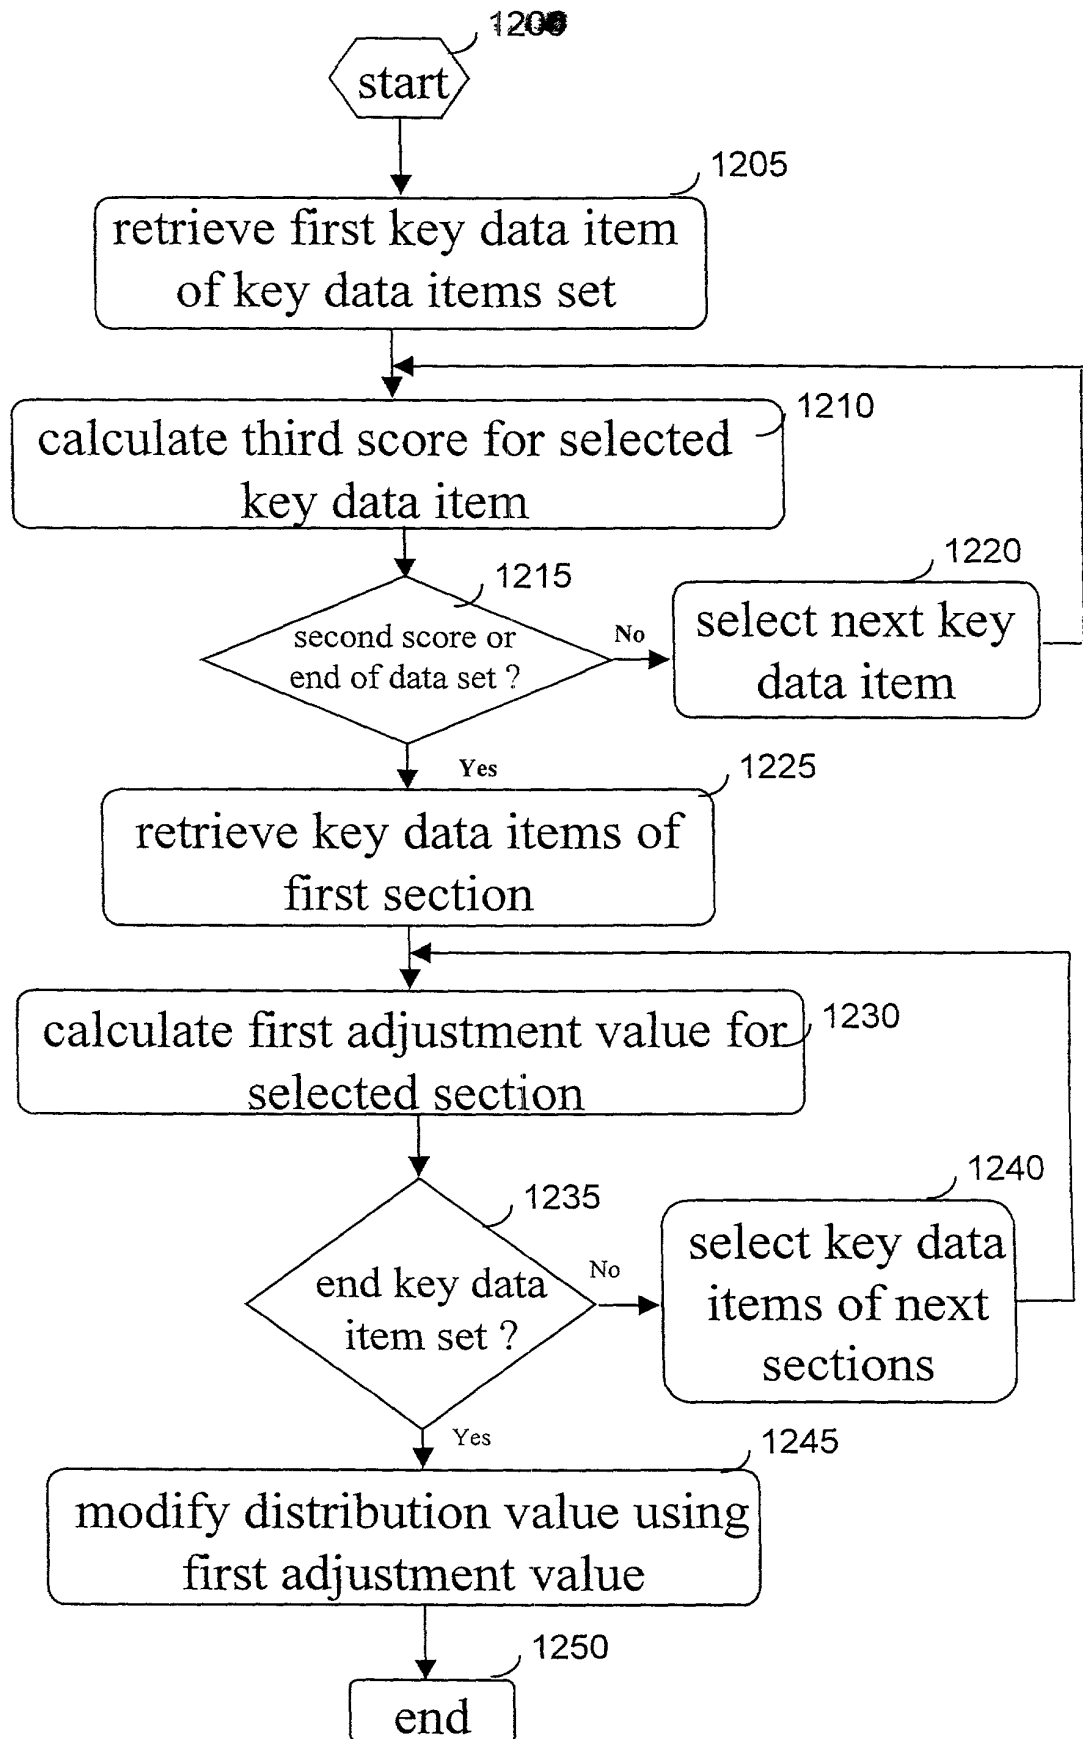 1200
start
1205
retrieve first key data item
of key data items set
1210
calculate third score for selected
key data item
1215
second score or
end of data set ?
No
1220
select next key
data item
Yes
1225
retrieve key data items of
first section
1230
calculate first adjustment value for
selected section
1235
end key data
item set ?
No
1240
select key data
items of next
sections
Yes
1245
modify distribution value using
first adjustment value
1250
end